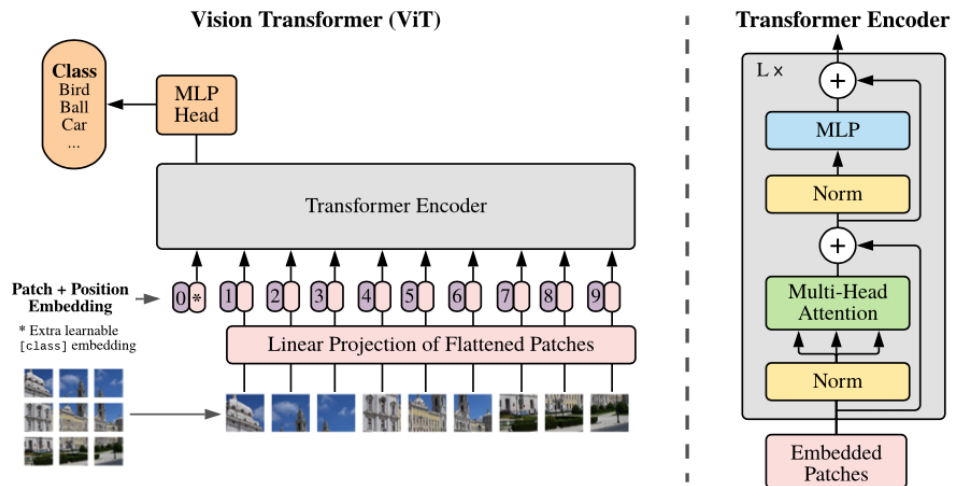 Vision Transformer (ViT)
Class
Bird
Ball
Car
...
MLP
Head
Transformer Encoder
Patch + Position
Embedding
0 * 1 2 3 4 5 6 7 8 9
* Extra learnable
[class] embedding
Linear Projection of Flattened Patches
Transformer Encoder
L ×
+
MLP
Norm
+
Multi-Head
Attention
Norm
Embedded
Patches